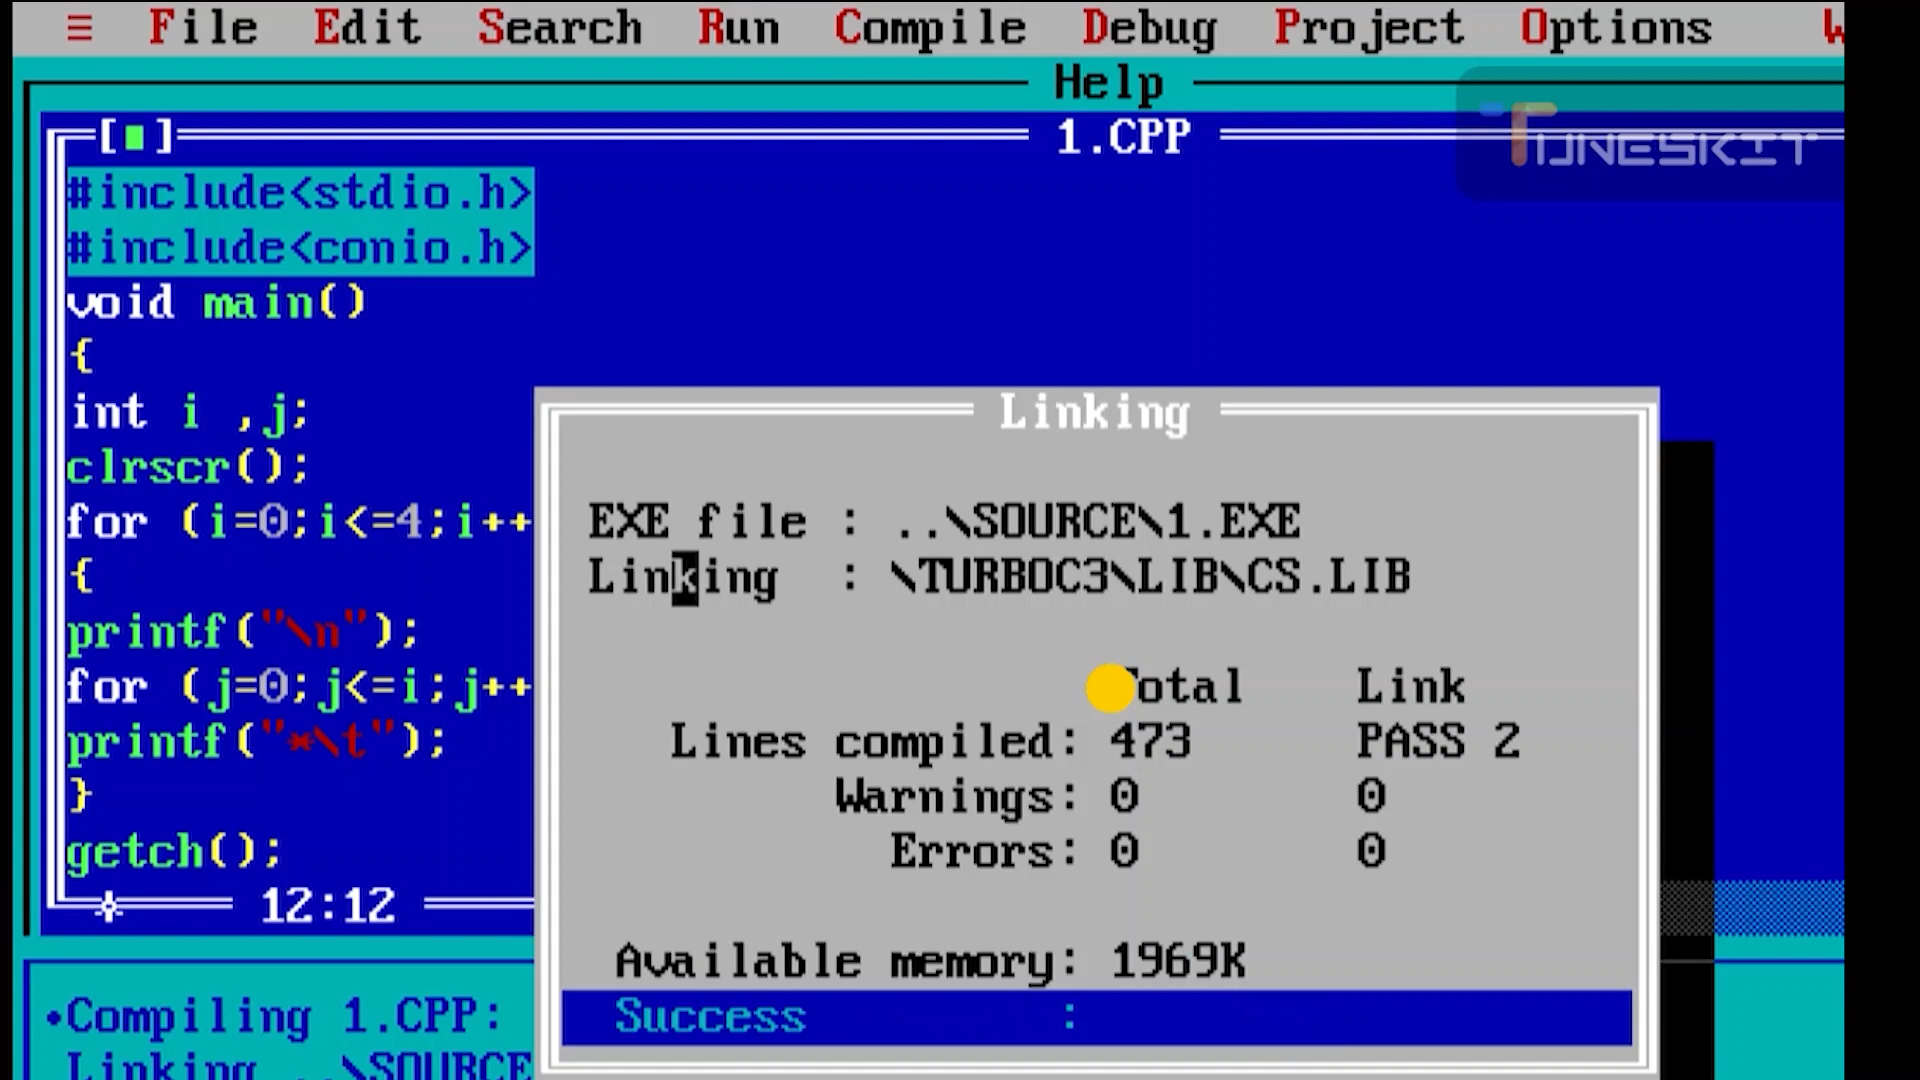 ≡ File Edit Search Run Compile Debug Project Options W
Help
[■] 1.CPP
TUNESKIT
#include<stdio.h>
#include<conio.h>
void main()
{
int i ,j;
clrscr();
for (i=0;i<=4;i++
{
printf("\n");
for (j=0;j<=i;j++
printf("*\t");
}
getch();
12:12
Linking
EXE file : ..\SOURCE\1.EXE
Linking : \TURBOC3\LIB\CS.LIB
Total Link
Lines compiled: 473 PASS 2
Warnings: 0 0
Errors: 0 0
Available memory: 1969K
Success :
•Compiling 1.CPP:
Linking ..\SOURCE